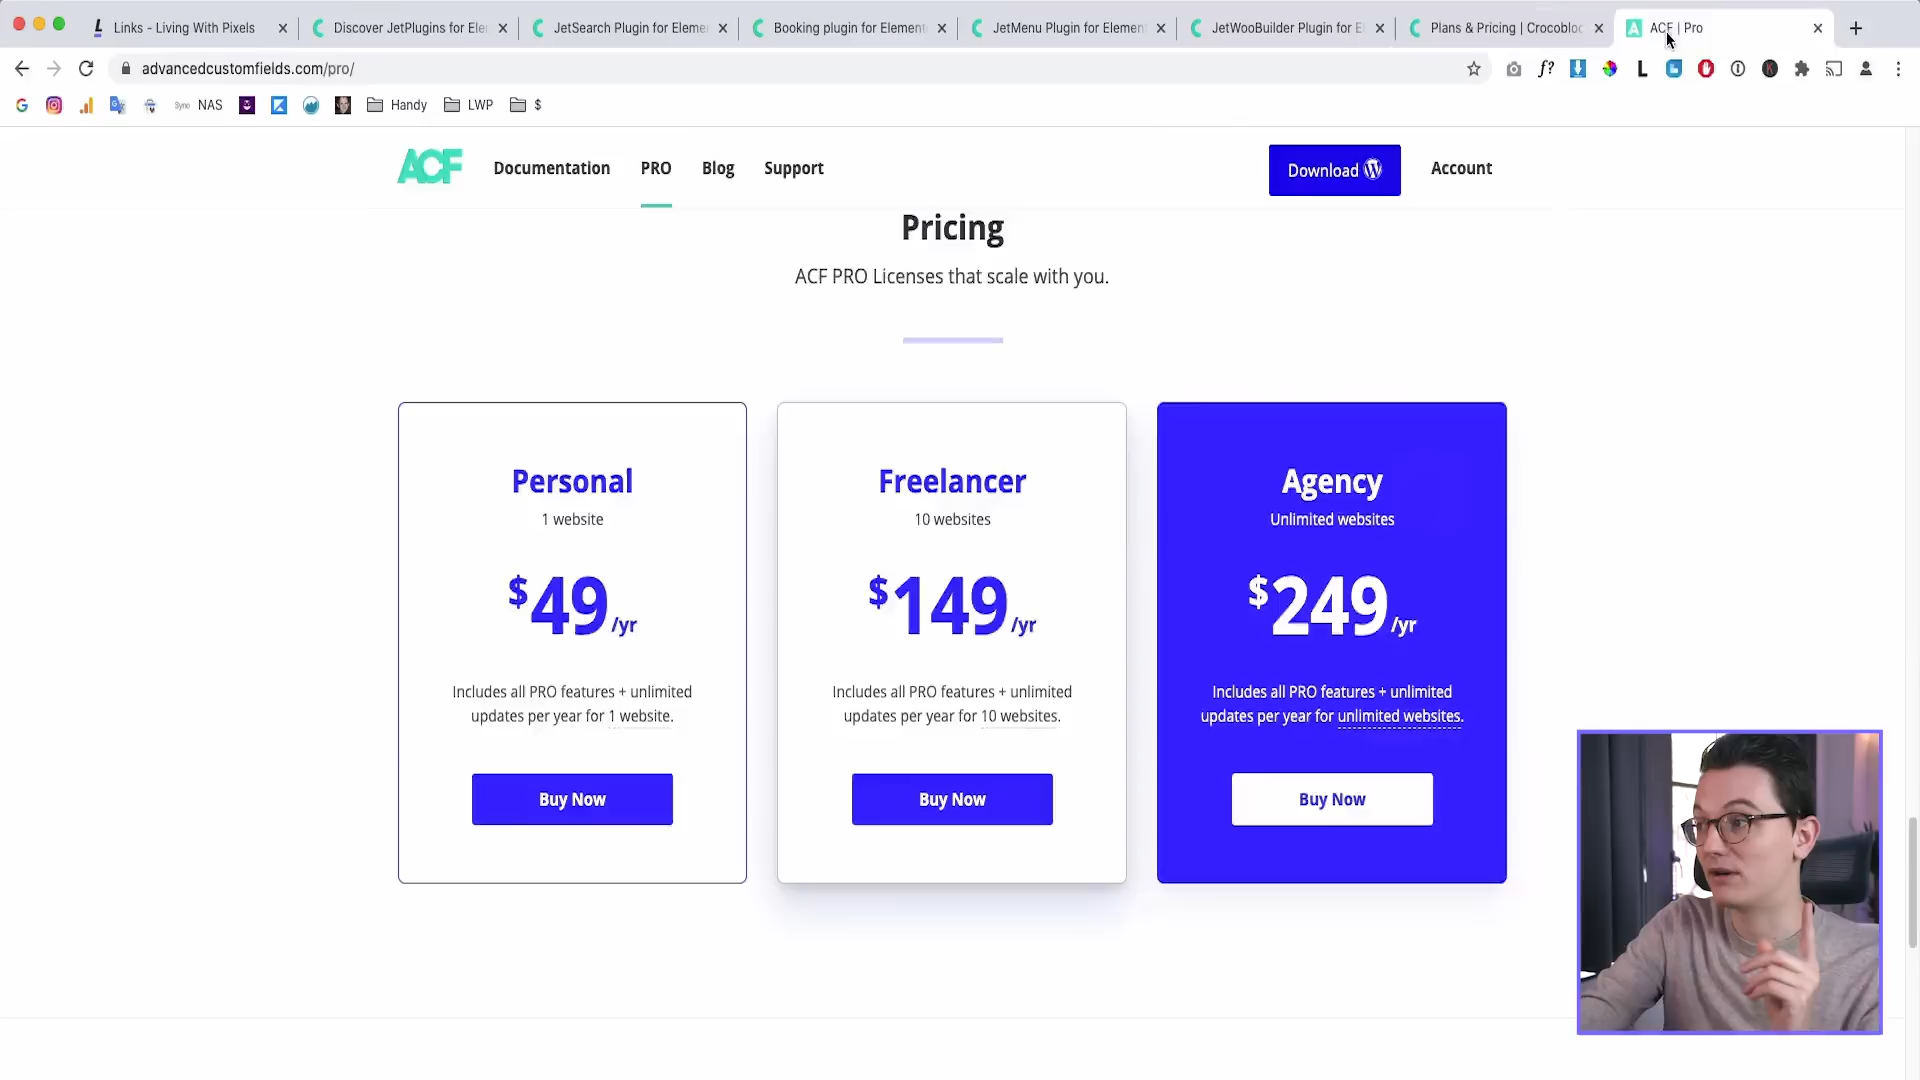 Links - Living With Pixels
Discover JetPlugins for Ele
JetSearch Plugin for Eleme
Booking plugin for Element
JetMenu Plugin for Elemen
JetWooBuilder Plugin for E
Plans & Pricing | Crocobloc
ACF | Pro
advancedcustomfields.com/pro/
f?
Syno NAS
Handy
LWP
$
ACF
Documentation
PRO
Blog
Support
Download
Account
Pricing
ACF PRO Licenses that scale with you.
Personal
1 website
$49/yr
Includes all PRO features + unlimited
updates per year for 1 website.
Buy Now
Freelancer
10 websites
$149/yr
Includes all PRO features + unlimited
updates per year for 10 websites.
Buy Now
Agency
Unlimited websites
$249/yr
Includes all PRO features + unlimited
updates per year for unlimited websites.
Buy Now